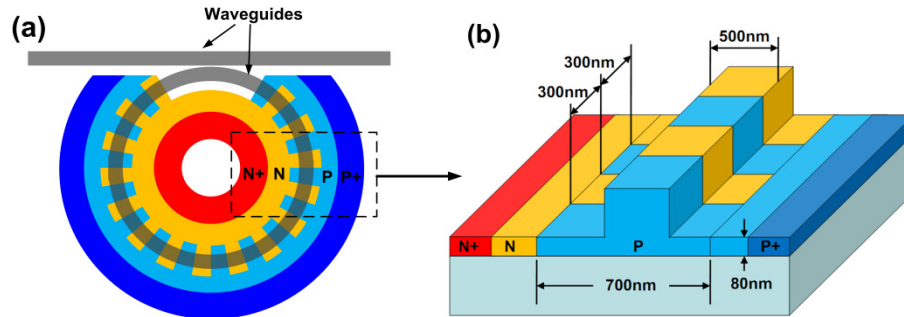 (a)
Waveguides
N+ N P P+
(b)
500nm
300nm
300nm
N+ N P P+
700nm
80nm